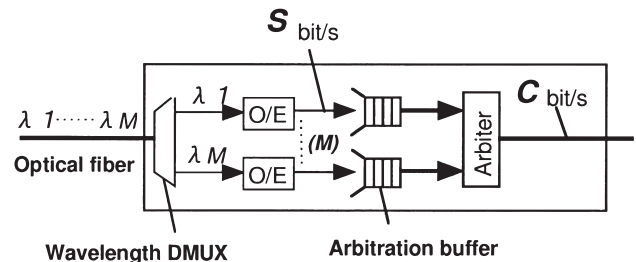 S bit/s
λ 1 ······ λ M
Optical fiber
λ 1
O/E
λ M
O/E
(M)
Arbiter
C bit/s
Wavelength DMUX
Arbitration buffer